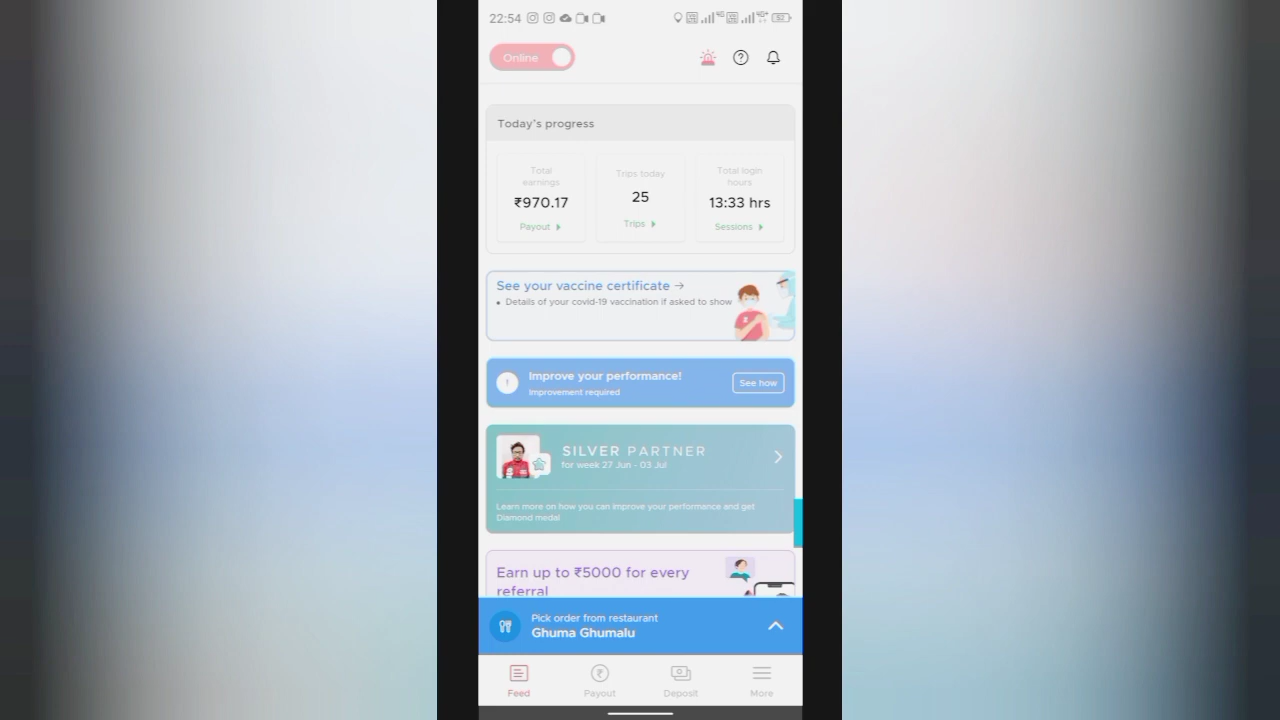 22:54
Online
Today's progress
Total earnings
₹970.17
Payout
Trips today
25
Trips
Total login hours
13:33 hrs
Sessions
See your vaccine certificate →
• Details of your covid-19 vaccination if asked to show
Improve your performance!
Improvement required
See how
SILVER PARTNER
for week 27 Jun - 03 Jul
Learn more on how you can improve your performance and get
Diamond medal
Earn up to ₹5000 for every
referral
Pick order from restaurant
Ghuma Ghumalu
Feed
Payout
Deposit
More